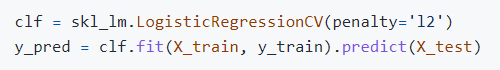 clf = skl_lm.LogisticRegressionCV(penalty='l2')
y_pred = clf.fit(X_train, y_train).predict(X_test)